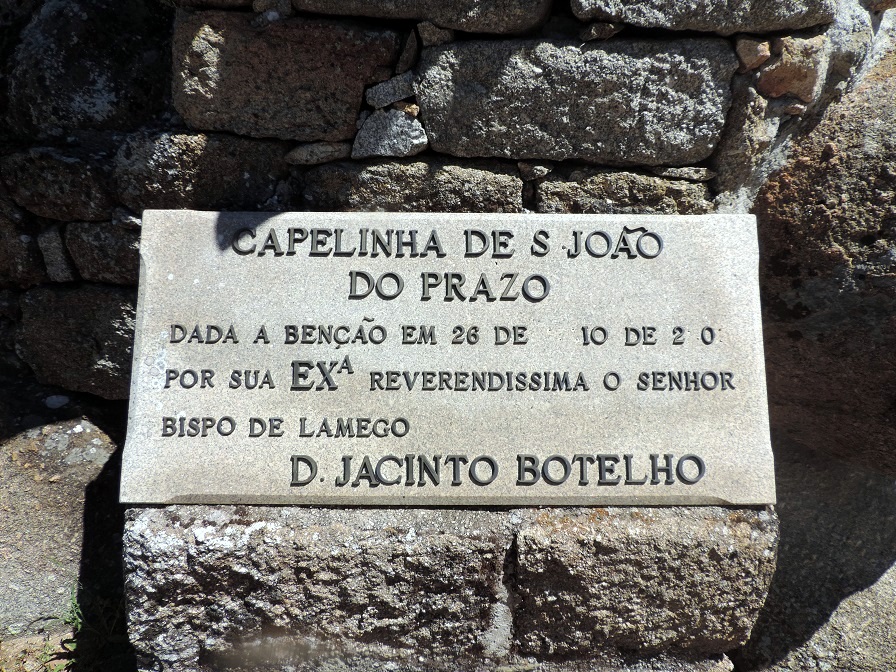 CAPELINHA DE S. JOÃO
DO PRAZO
DADA A BENÇÃO EM 26 DE 10 DE 2 0
POR SUA EXA REVERENDISSIMA O SENHOR
BISPO DE LAMEGO
D. JACINTO BOTELHO